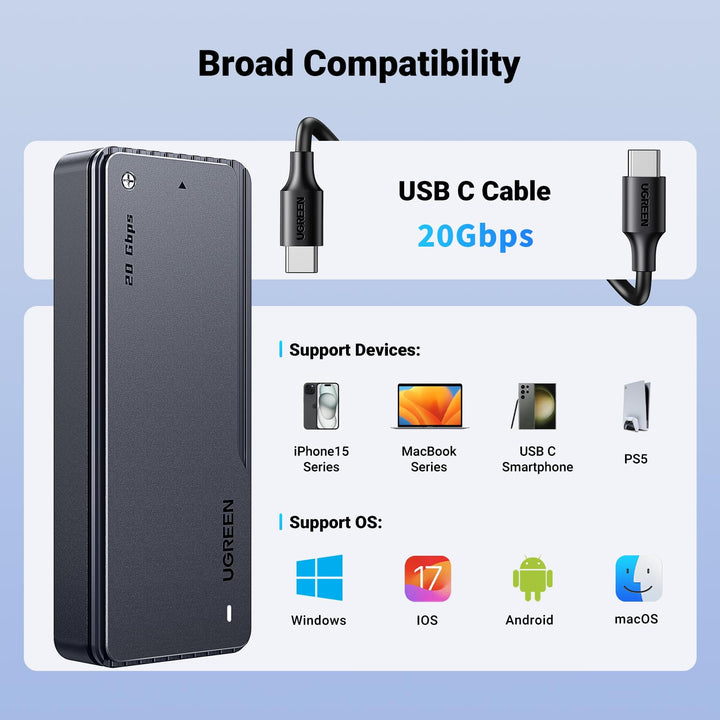 Broad Compatibility
20 Gbps
UGREEN
UGREEN
USB C Cable
20Gbps
UGREEN
Support Devices:
iPhone15
Series
MacBook
Series
USB C
Smartphone
PS5
Support OS:
17
Windows
IOS
Android
macOS